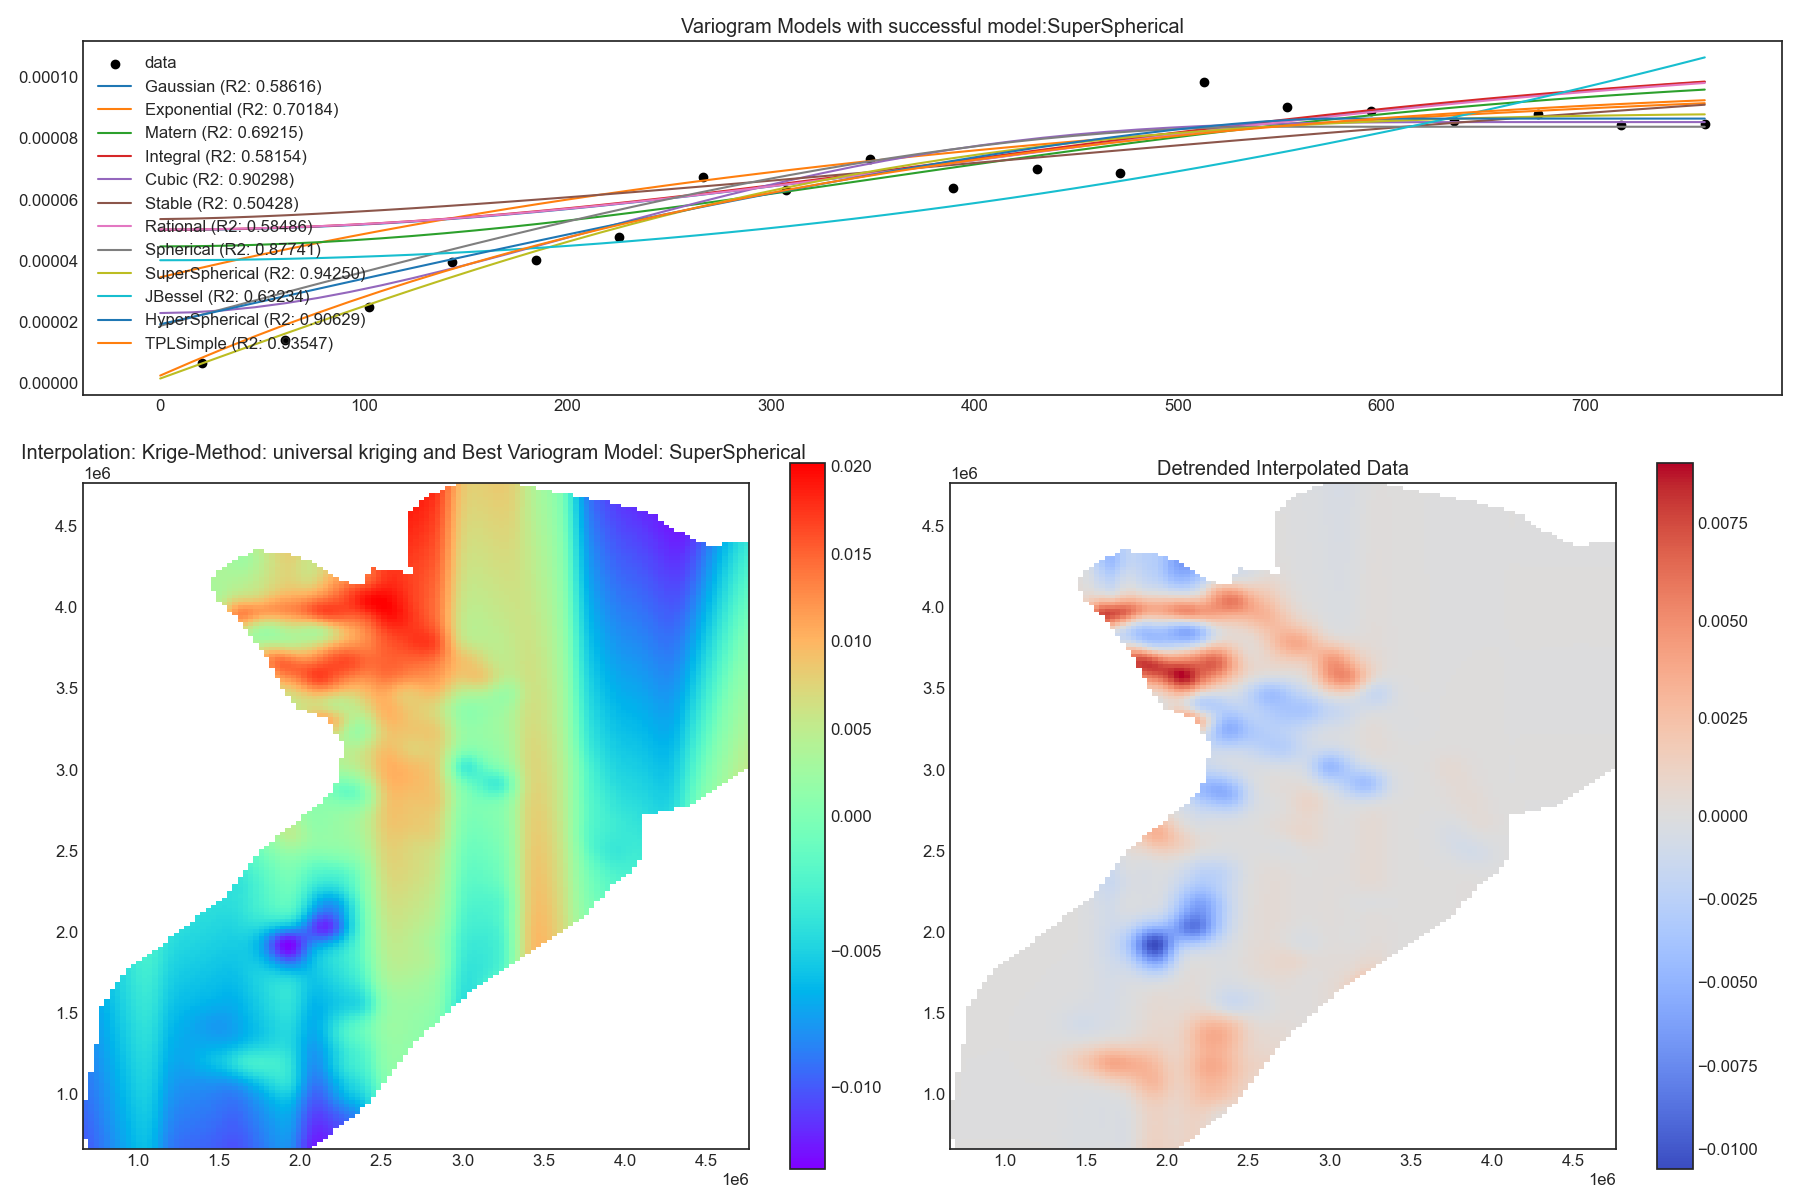 Variogram Models with successful model:SuperSpherical
data
Gaussian (R2: 0.58616)
Exponential (R2: 0.70184)
Matern (R2: 0.69215)
Integral (R2: 0.58154)
Cubic (R2: 0.90298)
Stable (R2: 0.50428)
Rational (R2: 0.58486)
Spherical (R2: 0.87741)
SuperSpherical (R2: 0.94250)
JBessel (R2: 0.63234)
HyperSpherical (R2: 0.90629)
TPLSimple (R2: 0.93547)
0.00010
0.00008
0.00006
0.00004
0.00002
0.00000
0 100 200 300 400 500 600 700
Interpolation: Krige-Method: universal kriging and Best Variogram Model: SuperSpherical
1e6
4.5
4.0
3.5
3.0
2.5
2.0
1.5
1.0
1.0 1.5 2.0 2.5 3.0 3.5 4.0 4.5
1e6
0.020
0.015
0.010
0.005
0.000
−0.005
−0.010
Detrended Interpolated Data
1e6
4.5
4.0
3.5
3.0
2.5
2.0
1.5
1.0
1.0 1.5 2.0 2.5 3.0 3.5 4.0 4.5
1e6
0.0075
0.0050
0.0025
0.0000
−0.0025
−0.0050
−0.0075
−0.0100